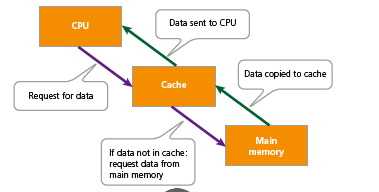 CPU
Data sent to CPU
Request for data
Cache
Data copied to cache
If data not in cache:
request data from
main memory
Main
memory